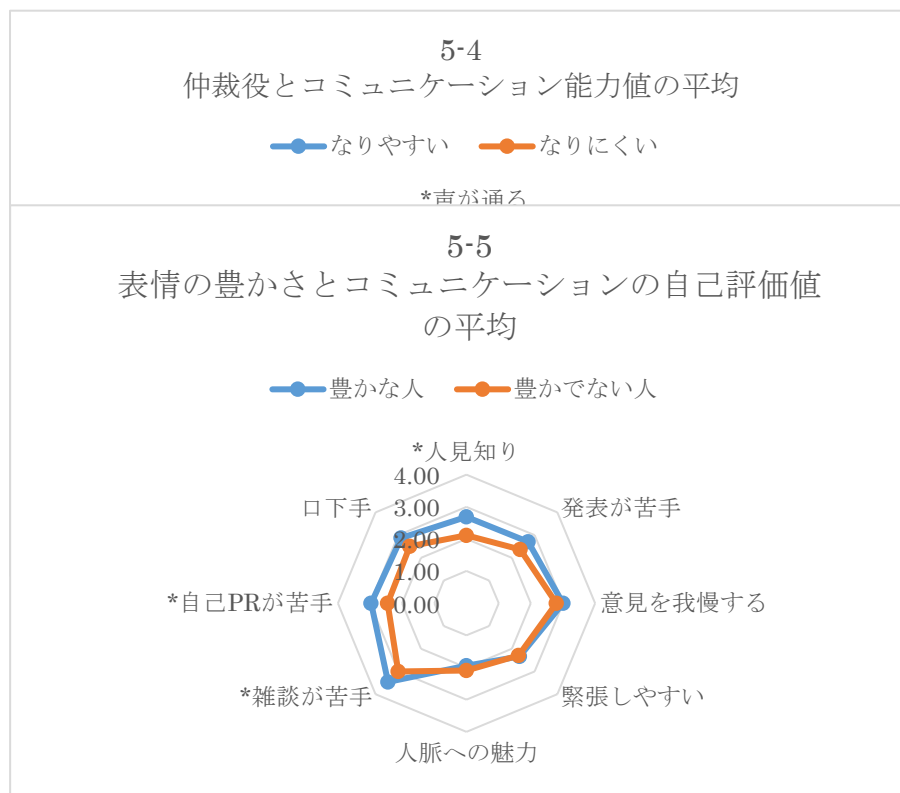 5-4
仲裁役とコミュニケーション能力値の平均
なりやすい なりにくい
*声が通る
5-5
表情の豊かさとコミュニケーションの自己評価値
の平均
豊かな人 豊かでない人
*人見知り
4.00
口下手 3.00 発表が苦手
2.00
1.00
*自己PRが苦手 0.00 意見を我慢する
*雑談が苦手 緊張しやすい
人脈への魅力